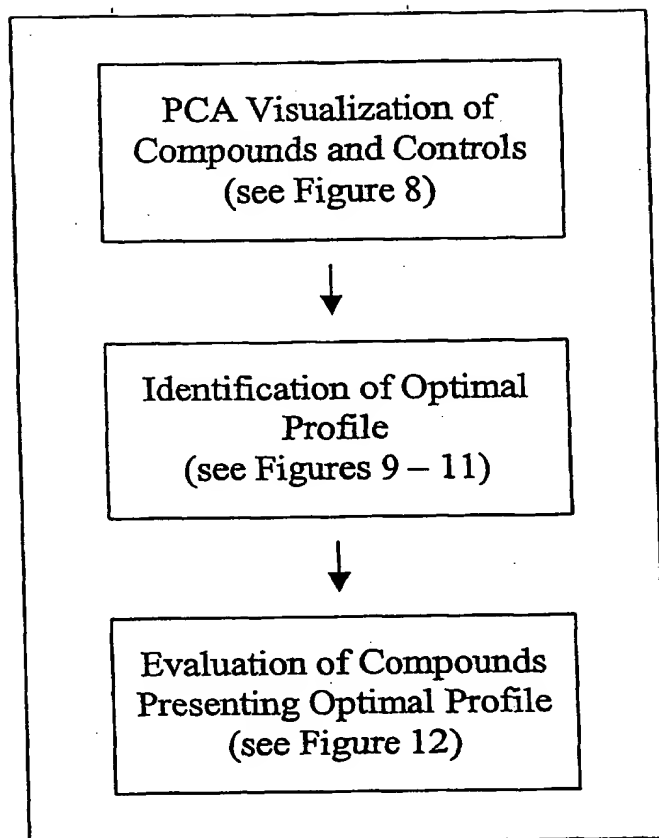 PCA Visualization of
Compounds and Controls
(see Figure 8)
Identification of Optimal
Profile
(see Figures 9 – 11)
Evaluation of Compounds
Presenting Optimal Profile
(see Figure 12)